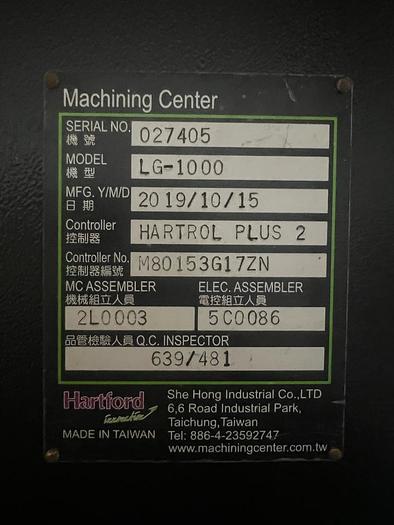 Machining Center
SERIAL NO. 027405
機號
MODEL LG-1000
機型
MFG. Y/M/D 2019/10/15
日期
Controller HARTROL PLUS 2
控制器
Controller No. M80153G17ZN
控制器編號
MC ASSEMBLER ELEC. ASSEMBLER
機械組立人員 電控組立人員
2L0003 5C0086
品管檢驗人員 Q.C. INSPECTOR
639/481
Hartford She Hong Industrial Co.,LTD
innovation 6,6 Road Industrial Park,
Taichung,Taiwan
MADE IN TAIWAN Tel: 886-4-23592747
www.machiningcenter.com.tw